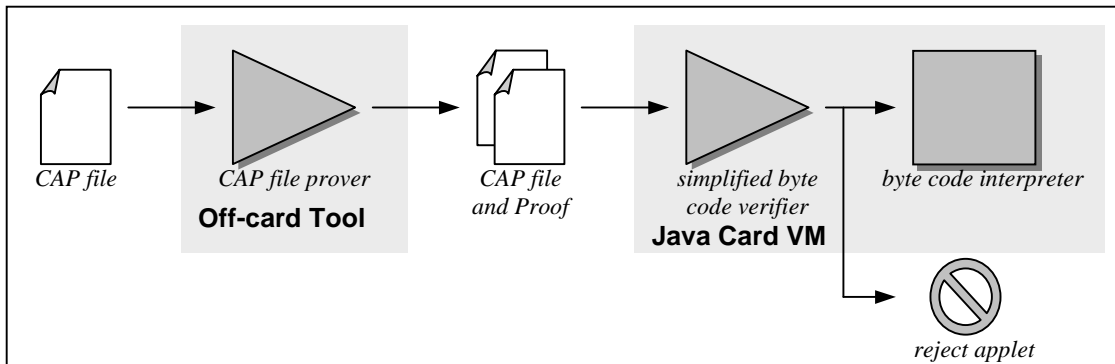 CAP file
CAP file prover
Off-card Tool
CAP file
and Proof
simplified byte
code verifier
Java Card VM
byte code interpreter
reject applet